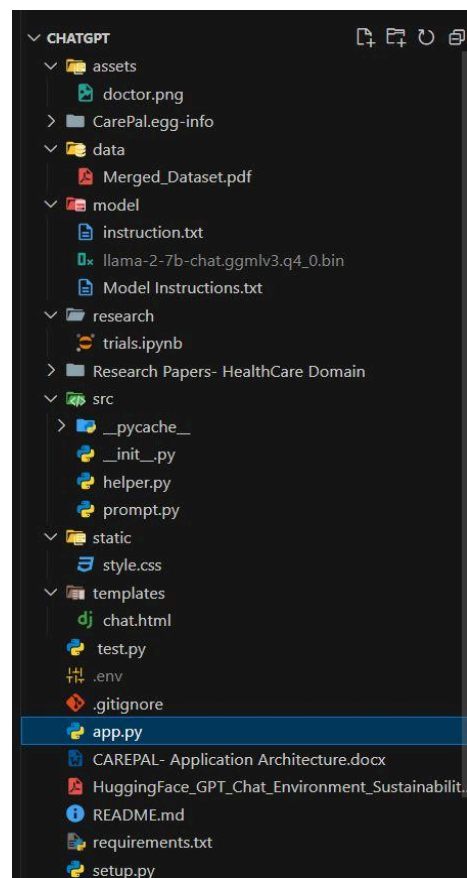 CHATGPT
assets
doctor.png
CarePal.egg-info
data
Merged_Dataset.pdf
model
instruction.txt
llama-2-7b-chat.ggmlv3.q4_0.bin
Model Instructions.txt
research
trials.ipynb
Research Papers- HealthCare Domain
src
__pycache__
__init__.py
helper.py
prompt.py
static
style.css
templates
dj chat.html
test.py
.env
.gitignore
app.py
CAREPAL- Application Architecture.docx
HuggingFace_GPT_Chat_Environment_Sustainabilit...
README.md
requirements.txt
setup.py